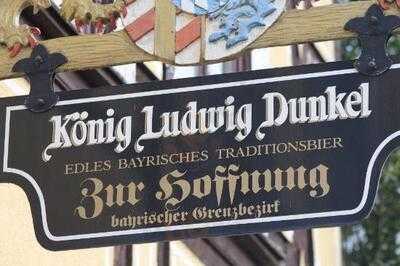 König Ludwig Dunkel
EDLES BAYRISCHES TRADITIONSBIER
Zur Hoffnung
bayrischer Grenzbezirk